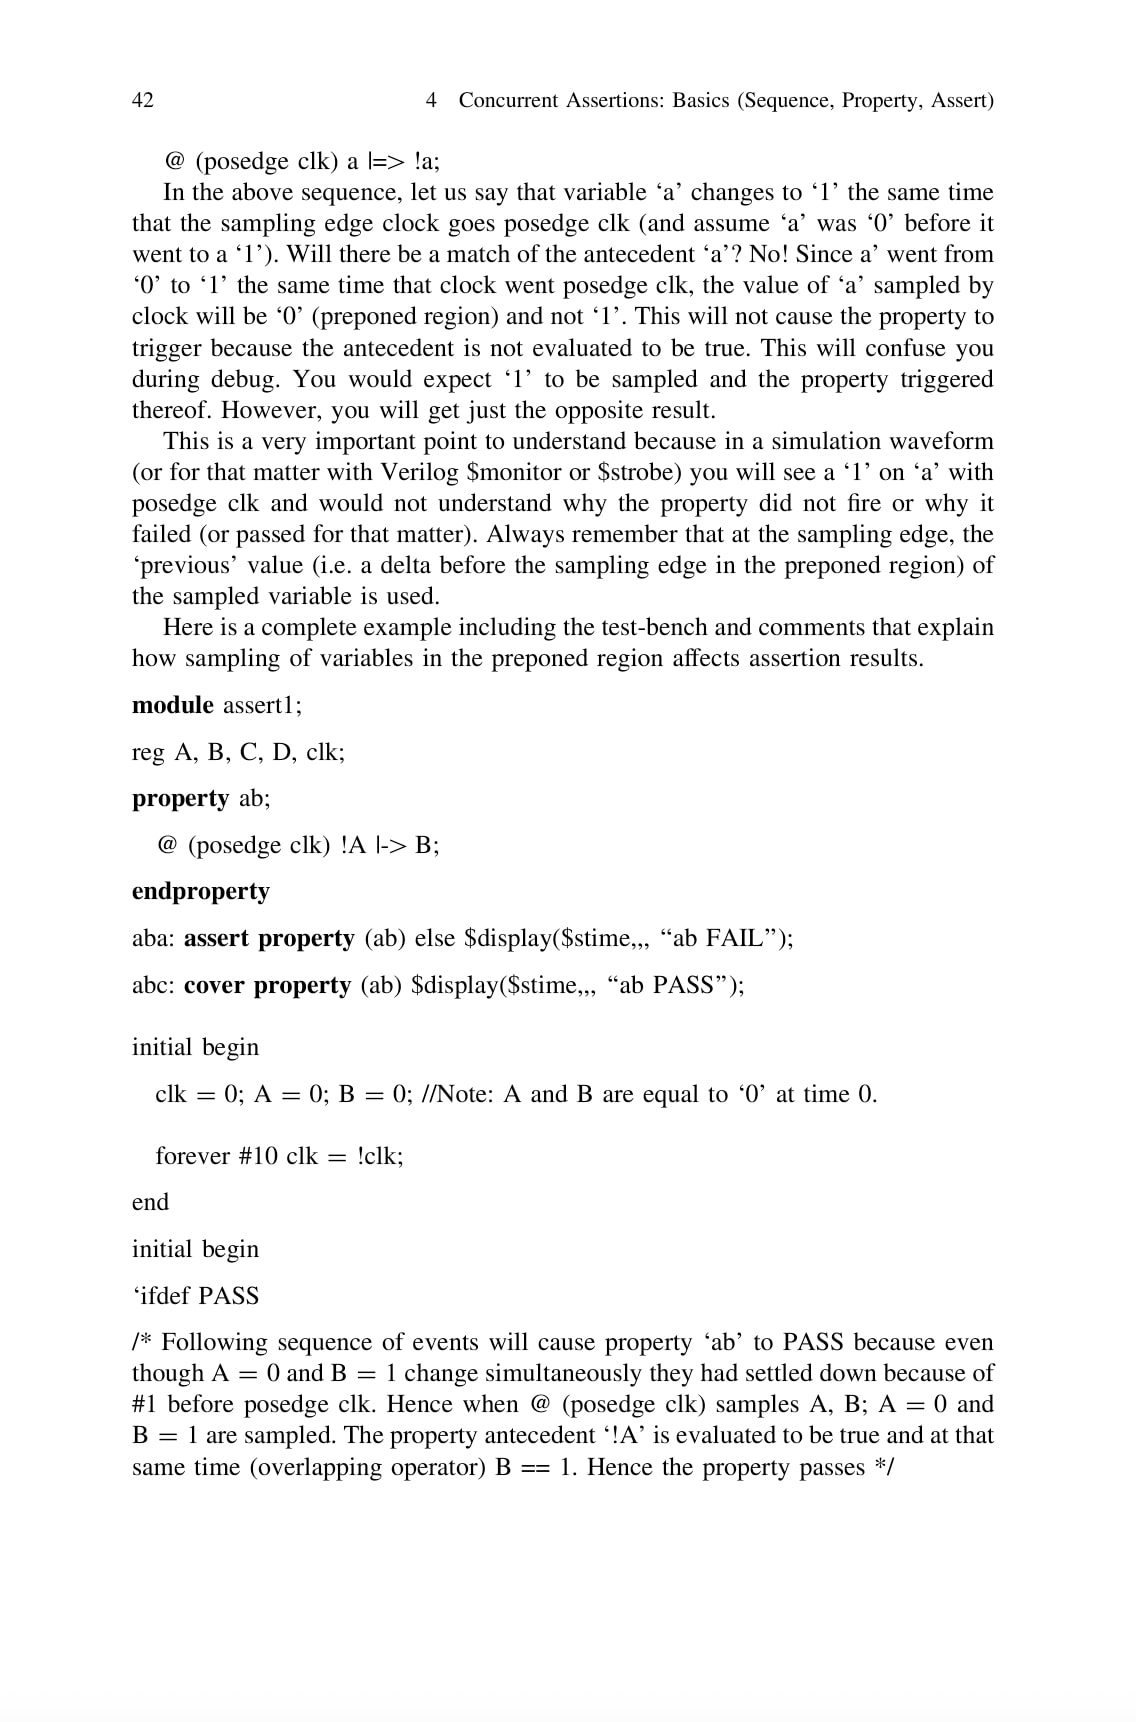 42
4 Concurrent Assertions: Basics (Sequence, Property, Assert)
@ (posedge clk) a |=> !a;
In the above sequence, let us say that variable ‘a’ changes to ‘1’ the same time
that the sampling edge clock goes posedge clk (and assume ‘a’ was ‘0’ before it
went to a ‘1’). Will there be a match of the antecedent ‘a’? No! Since a’ went from
‘0’ to ‘1’ the same time that clock went posedge clk, the value of ‘a’ sampled by
clock will be ‘0’ (preponed region) and not ‘1’. This will not cause the property to
trigger because the antecedent is not evaluated to be true. This will confuse you
during debug. You would expect ‘1’ to be sampled and the property triggered
thereof. However, you will get just the opposite result.
This is a very important point to understand because in a simulation waveform
(or for that matter with Verilog $monitor or $strobe) you will see a ‘1’ on ‘a’ with
posedge clk and would not understand why the property did not fire or why it
failed (or passed for that matter). Always remember that at the sampling edge, the
‘previous’ value (i.e. a delta before the sampling edge in the preponed region) of
the sampled variable is used.
Here is a complete example including the test-bench and comments that explain
how sampling of variables in the preponed region affects assertion results.
module assert1;
reg A, B, C, D, clk;
property ab;
@ (posedge clk) !A |-> B;
endproperty
aba: assert property (ab) else $display($stime,,, “ab FAIL”);
abc: cover property (ab) $display($stime,,, “ab PASS”);
initial begin
clk = 0; A = 0; B = 0; //Note: A and B are equal to ‘0’ at time 0.
forever #10 clk = !clk;
end
initial begin
‘ifdef PASS
/* Following sequence of events will cause property ‘ab’ to PASS because even
though A = 0 and B = 1 change simultaneously they had settled down because of
#1 before posedge clk. Hence when @ (posedge clk) samples A, B; A = 0 and
B = 1 are sampled. The property antecedent ‘!A’ is evaluated to be true and at that
same time (overlapping operator) B == 1. Hence the property passes */